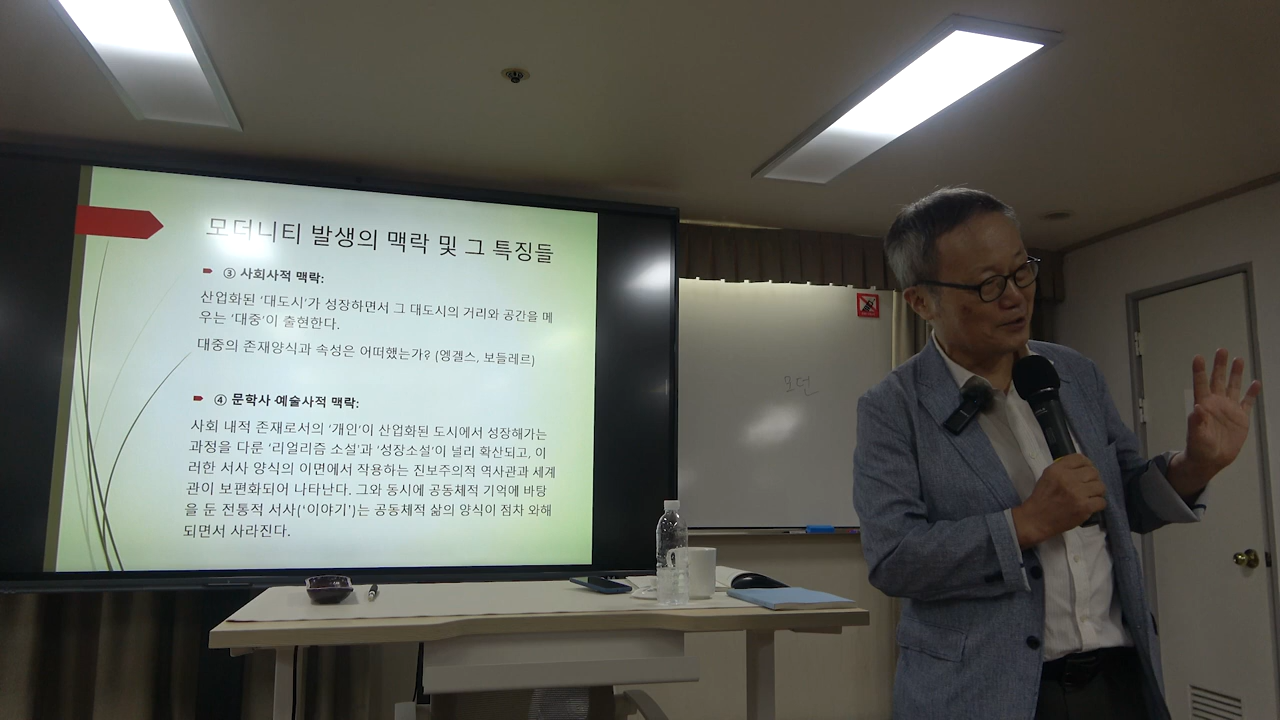 모더니티 발생의 맥락 및 그 특징들
③ 사회사적 맥락:
산업화된 '대도시'가 성장하면서 그 대도시의 거리와 공간을 메
우는 '대중'이 출현한다.
대중의 존재양식과 속성은 어떠했는가? (엥겔스, 보들레르)
④ 문학사·예술사적 맥락:
사회 내적 존재로서의 '개인'이 산업화된 도시에서 성장해가는
과정을 다룬 '리얼리즘 소설'과 '성장소설'이 널리 확산되고, 이
러한 서사 양식의 이면에서 작용하는 진보주의적 역사관과 세계
관이 보편화되어 나타난다. 그와 동시에 공동체적 기억에 바탕
을 둔 전통적 서사('이야기')는 공동체적 삶의 양식이 점차 와해
되면서 사라진다.
모던